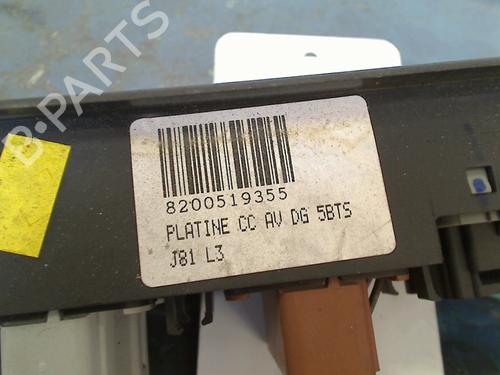 B-PARTS
8200519355
PLATINE CC AV DG 5BTS
J81 L3